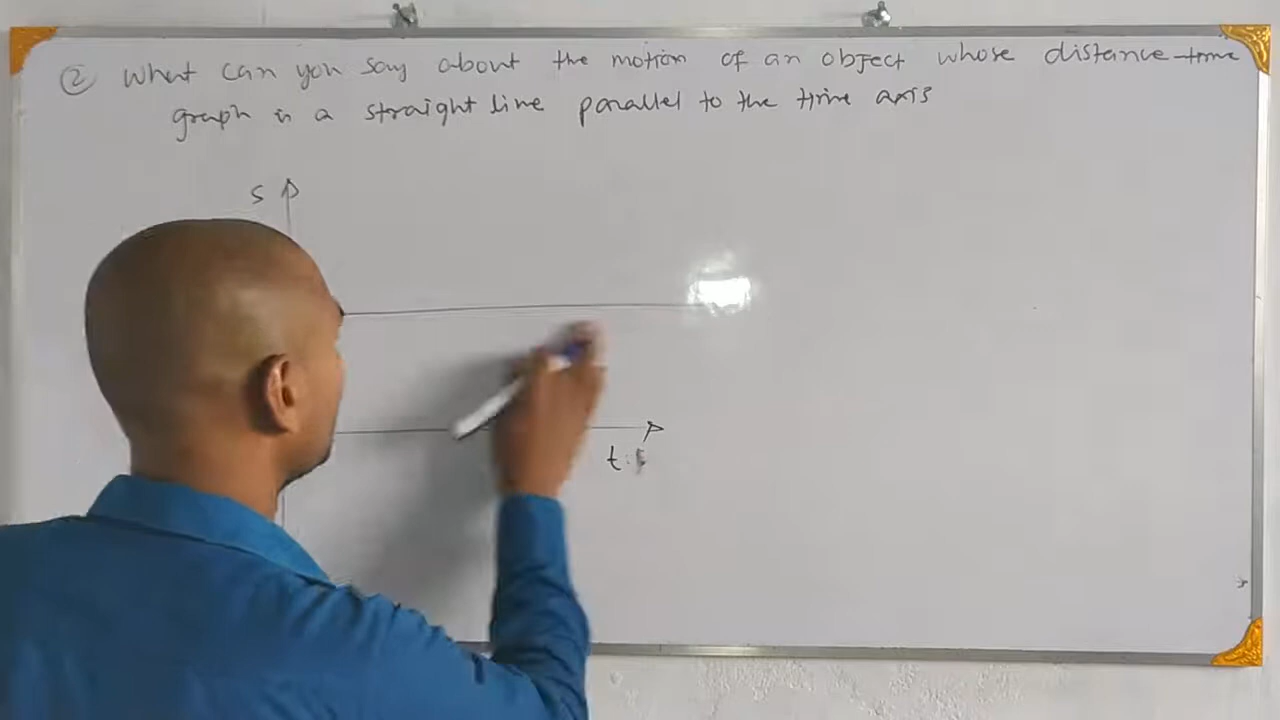 ② What can you say about the motion of an object whose distance-time
graph is a straight line parallel to the time axis
S
t